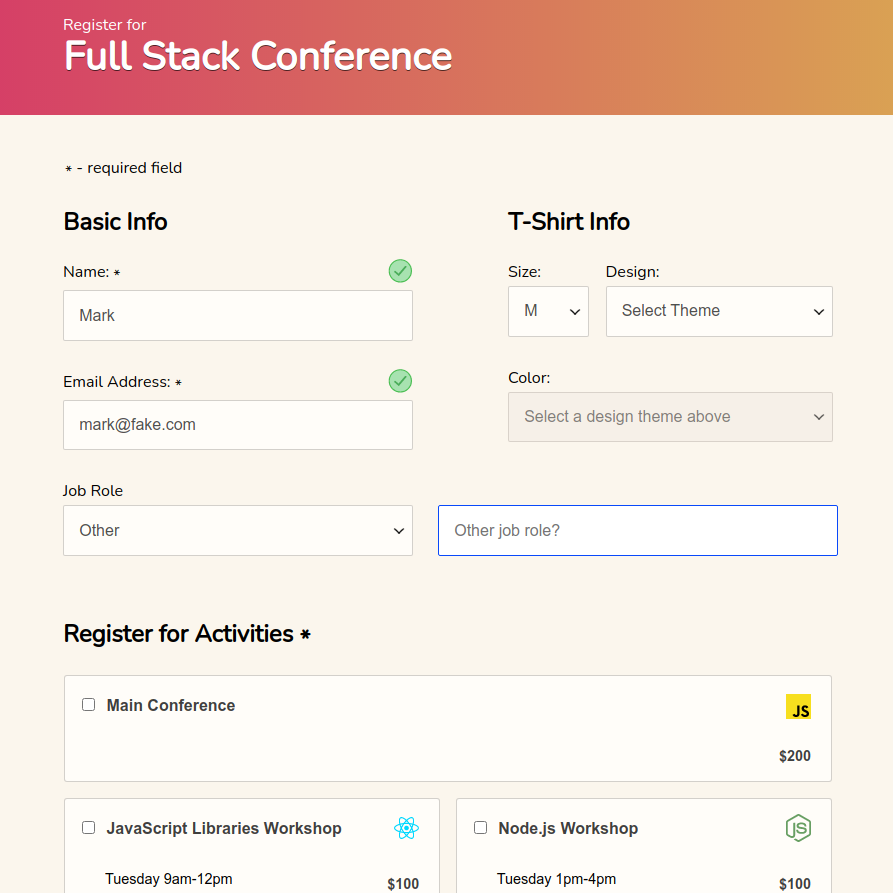 Register for
Full Stack Conference
* - required field
Basic Info
Name: *
Mark
Email Address: *
mark@fake.com
Job Role
Other
Other job role?
T-Shirt Info
Size:
M
Design:
Select Theme
Color:
Select a design theme above
Register for Activities *
Main Conference
JS
$200
JavaScript Libraries Workshop
Tuesday 9am-12pm
$100
Node.js Workshop
JS
Tuesday 1pm-4pm
$100